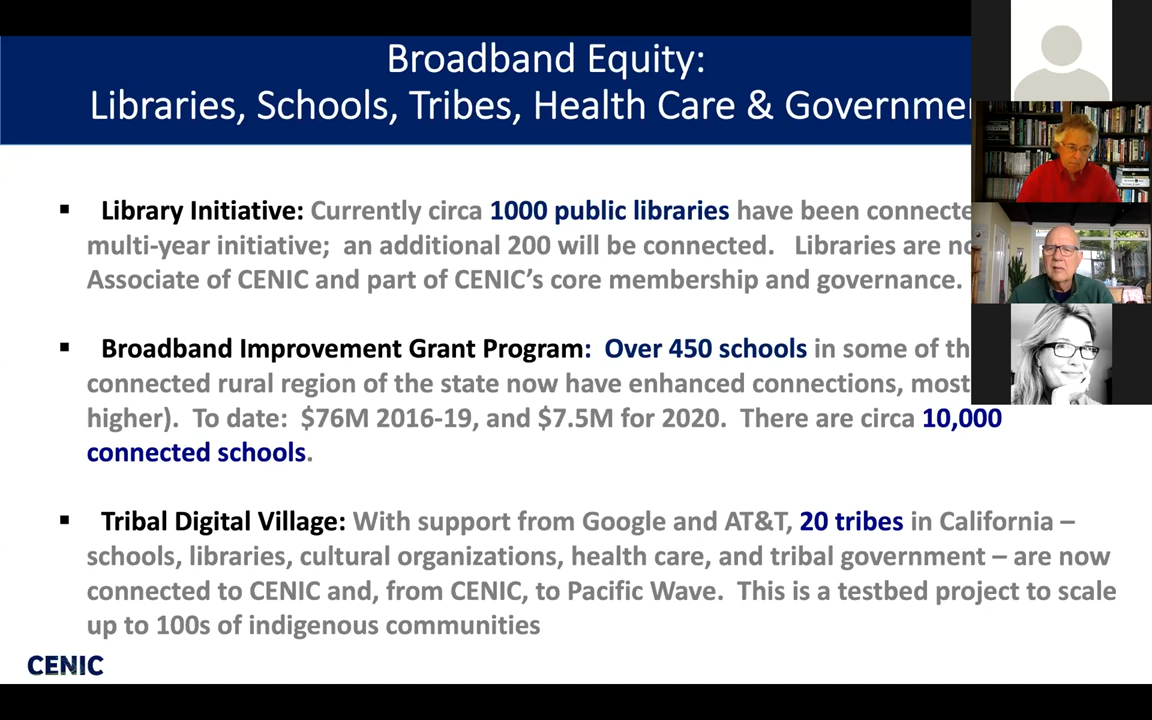 Broadband Equity:
Libraries, Schools, Tribes, Health Care &
▪ Library Initiative: Currently circa 1000 public libraries have been
multi-year initiative; an additional 200 will be connected. Libraries are
Associate of CENIC and part of CENIC's core membership and governance.
▪ Broadband Improvement Grant Program: Over 450 schools in some of
connected rural region of the state now have enhanced connections, most
higher). To date: $76M 2016-19, and $7.5M for 2020. There are circa 10,000
connected schools.
▪ Tribal Digital Village: With support from Google and AT&T, 20 tribes in California –
schools, libraries, cultural organizations, health care, and tribal government – are now
connected to CENIC and, from CENIC, to Pacific Wave. This is a testbed project to scale
up to 100s of indigenous communities
CENIC